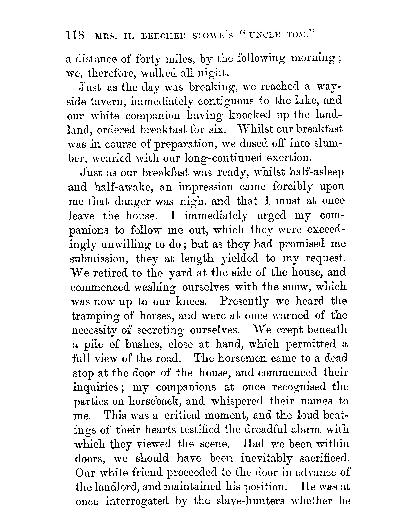 118 MRS. H. BEECHER STOWE'S "UNCLE TOM."
a distance of forty miles, by the following morning;
we, therefore, walked all night.
Just as the day was breaking, we reached a way-
side tavern, immediately contiguous to the lake, and
our white companion having knocked up the land-
land, ordered breakfast for six. Whilst our breakfast
was in course of preparation, we dosed off into slum-
ber, wearied with our long-continued exertion.
Just as our breakfast was ready, whilst half-asleep
and half-awake, an impression came forcibly upon
me that danger was nigh, and that I must at once
leave the house. I immediately urged my com-
panions to follow me out, which they were exceed-
ingly unwilling to do; but as they had promised me
submission, they at length yielded to my request.
We retired to the yard at the side of the house, and
commenced washing ourselves with the snow, which
was now up to our knees. Presently we heard the
tramping of horses, and were at once warned of the
necessity of secreting ourselves. We crept beneath
a pile of bushes, close at hand, which permitted a
full view of the road. The horsemen came to a dead
stop at the door of the house, and commenced their
inquiries; my companions at once recognised the
parties on horseback, and whispered their names to
me. This was a critical moment, and the loud beat-
ings of their hearts testified the dreadful alarm with
which they viewed the scene. Had we been within
doors, we should have been inevitably sacrificed.
Our white friend proceeded to the door in advance of
the landlord, and maintained his position. He was at
once interrogated by the slave-hunters whether he